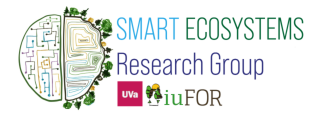 SMART ECOSYSTEMS
Research Group
UVa iuFOR